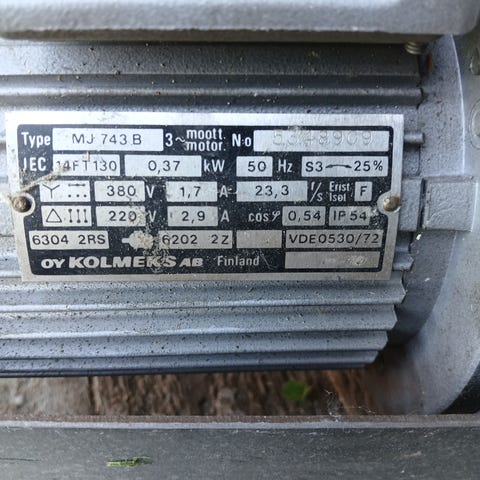 Type MJ 743 B 3~ moott. motor No
IEC 14FT130 0,37 kW 50 Hz S3 25%
Y 380 V 1,7 A 23,3 r/s Erist. Isol F
△ 220 V 2,9 A cosφ 0,54 IP 54
6304 2RS 6202 2Z VDE0530/72
OY KOLMEKS AB Finland